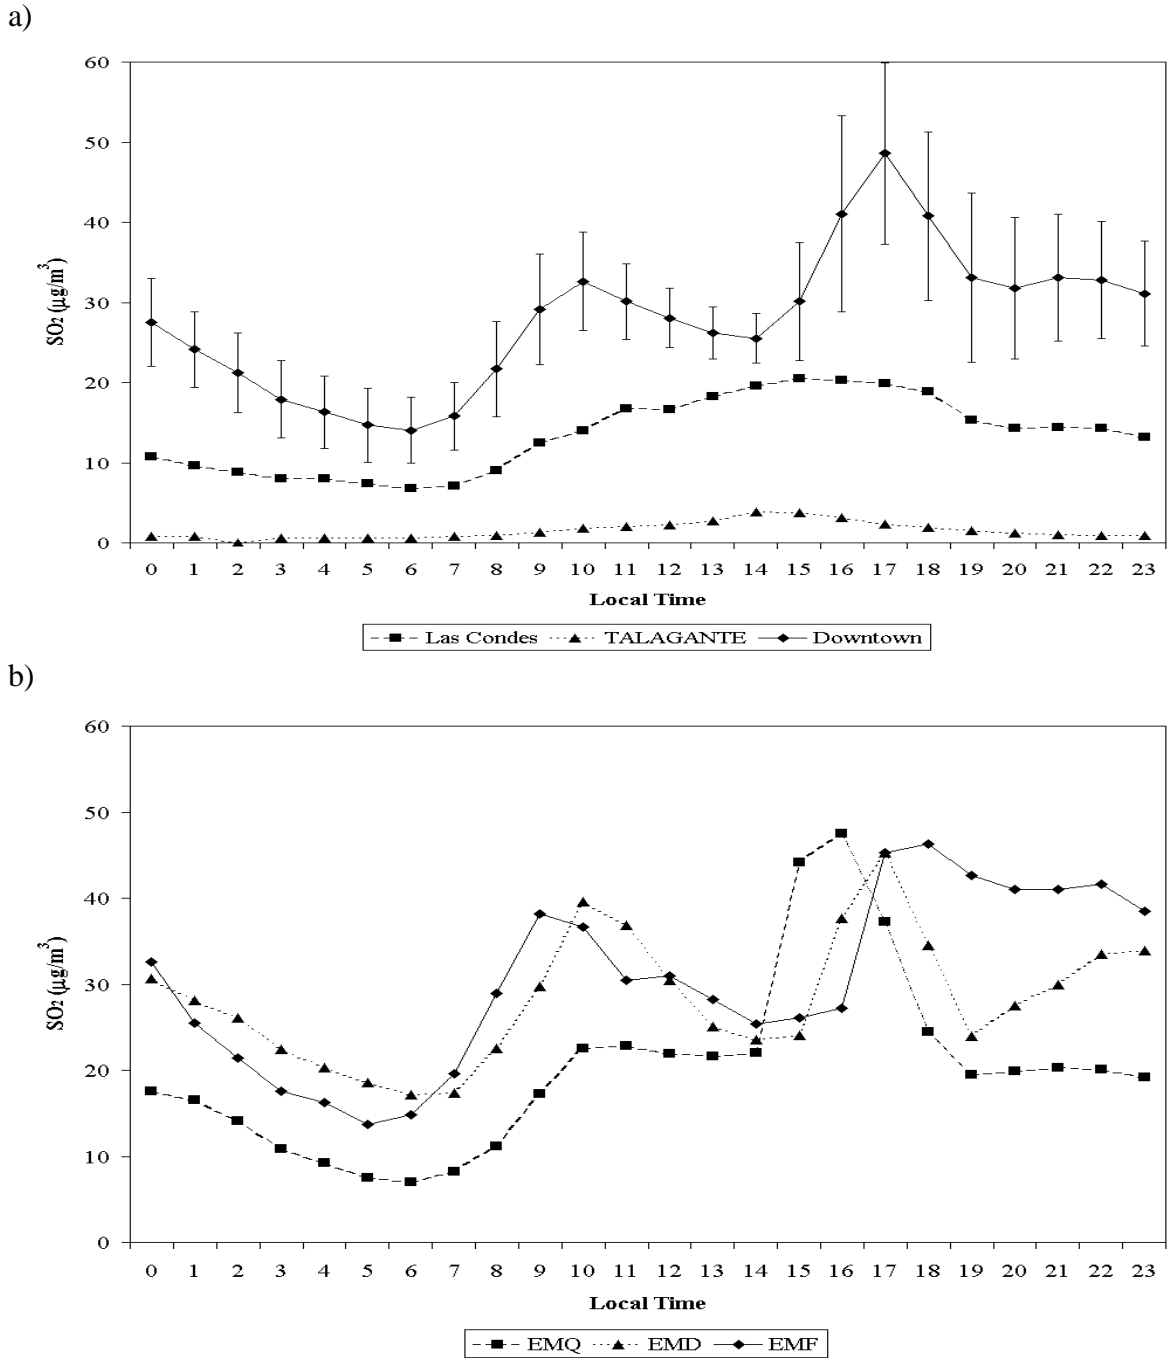 a)
60
50
40
30
20
10
0
SO₂ (μg/m³)
0 1 2 3 4 5 6 7 8 9 10 11 12 13 14 15 16 17 18 19 20 21 22 23
Local Time
Las Condes TALAGANTE Downtown
b)
60
50
40
30
20
10
0
SO₂ (μg/m³)
0 1 2 3 4 5 6 7 8 9 10 11 12 13 14 15 16 17 18 19 20 21 22 23
Local Time
EMQ EMD EMF